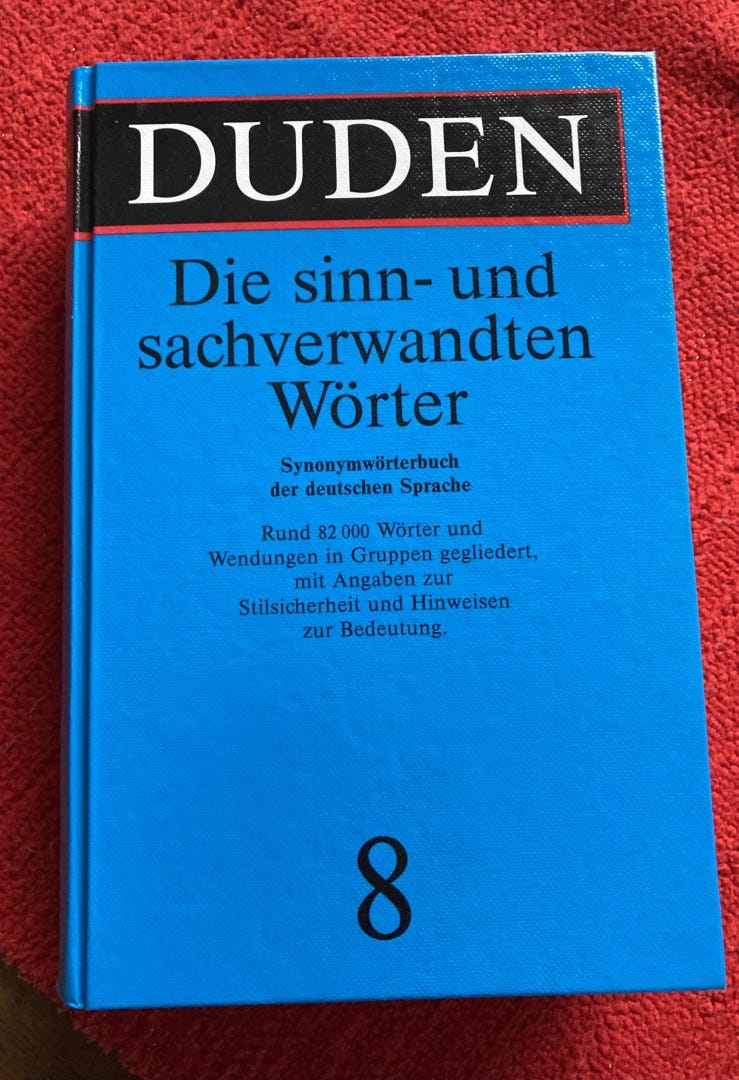 DUDEN
Die sinn- und
sachverwandten
Wörter
Synonymwörterbuch
der deutschen Sprache
Rund 82 000 Wörter und
Wendungen in Gruppen gegliedert,
mit Angaben zur
Stilsicherheit und Hinweisen
zur Bedeutung.
8